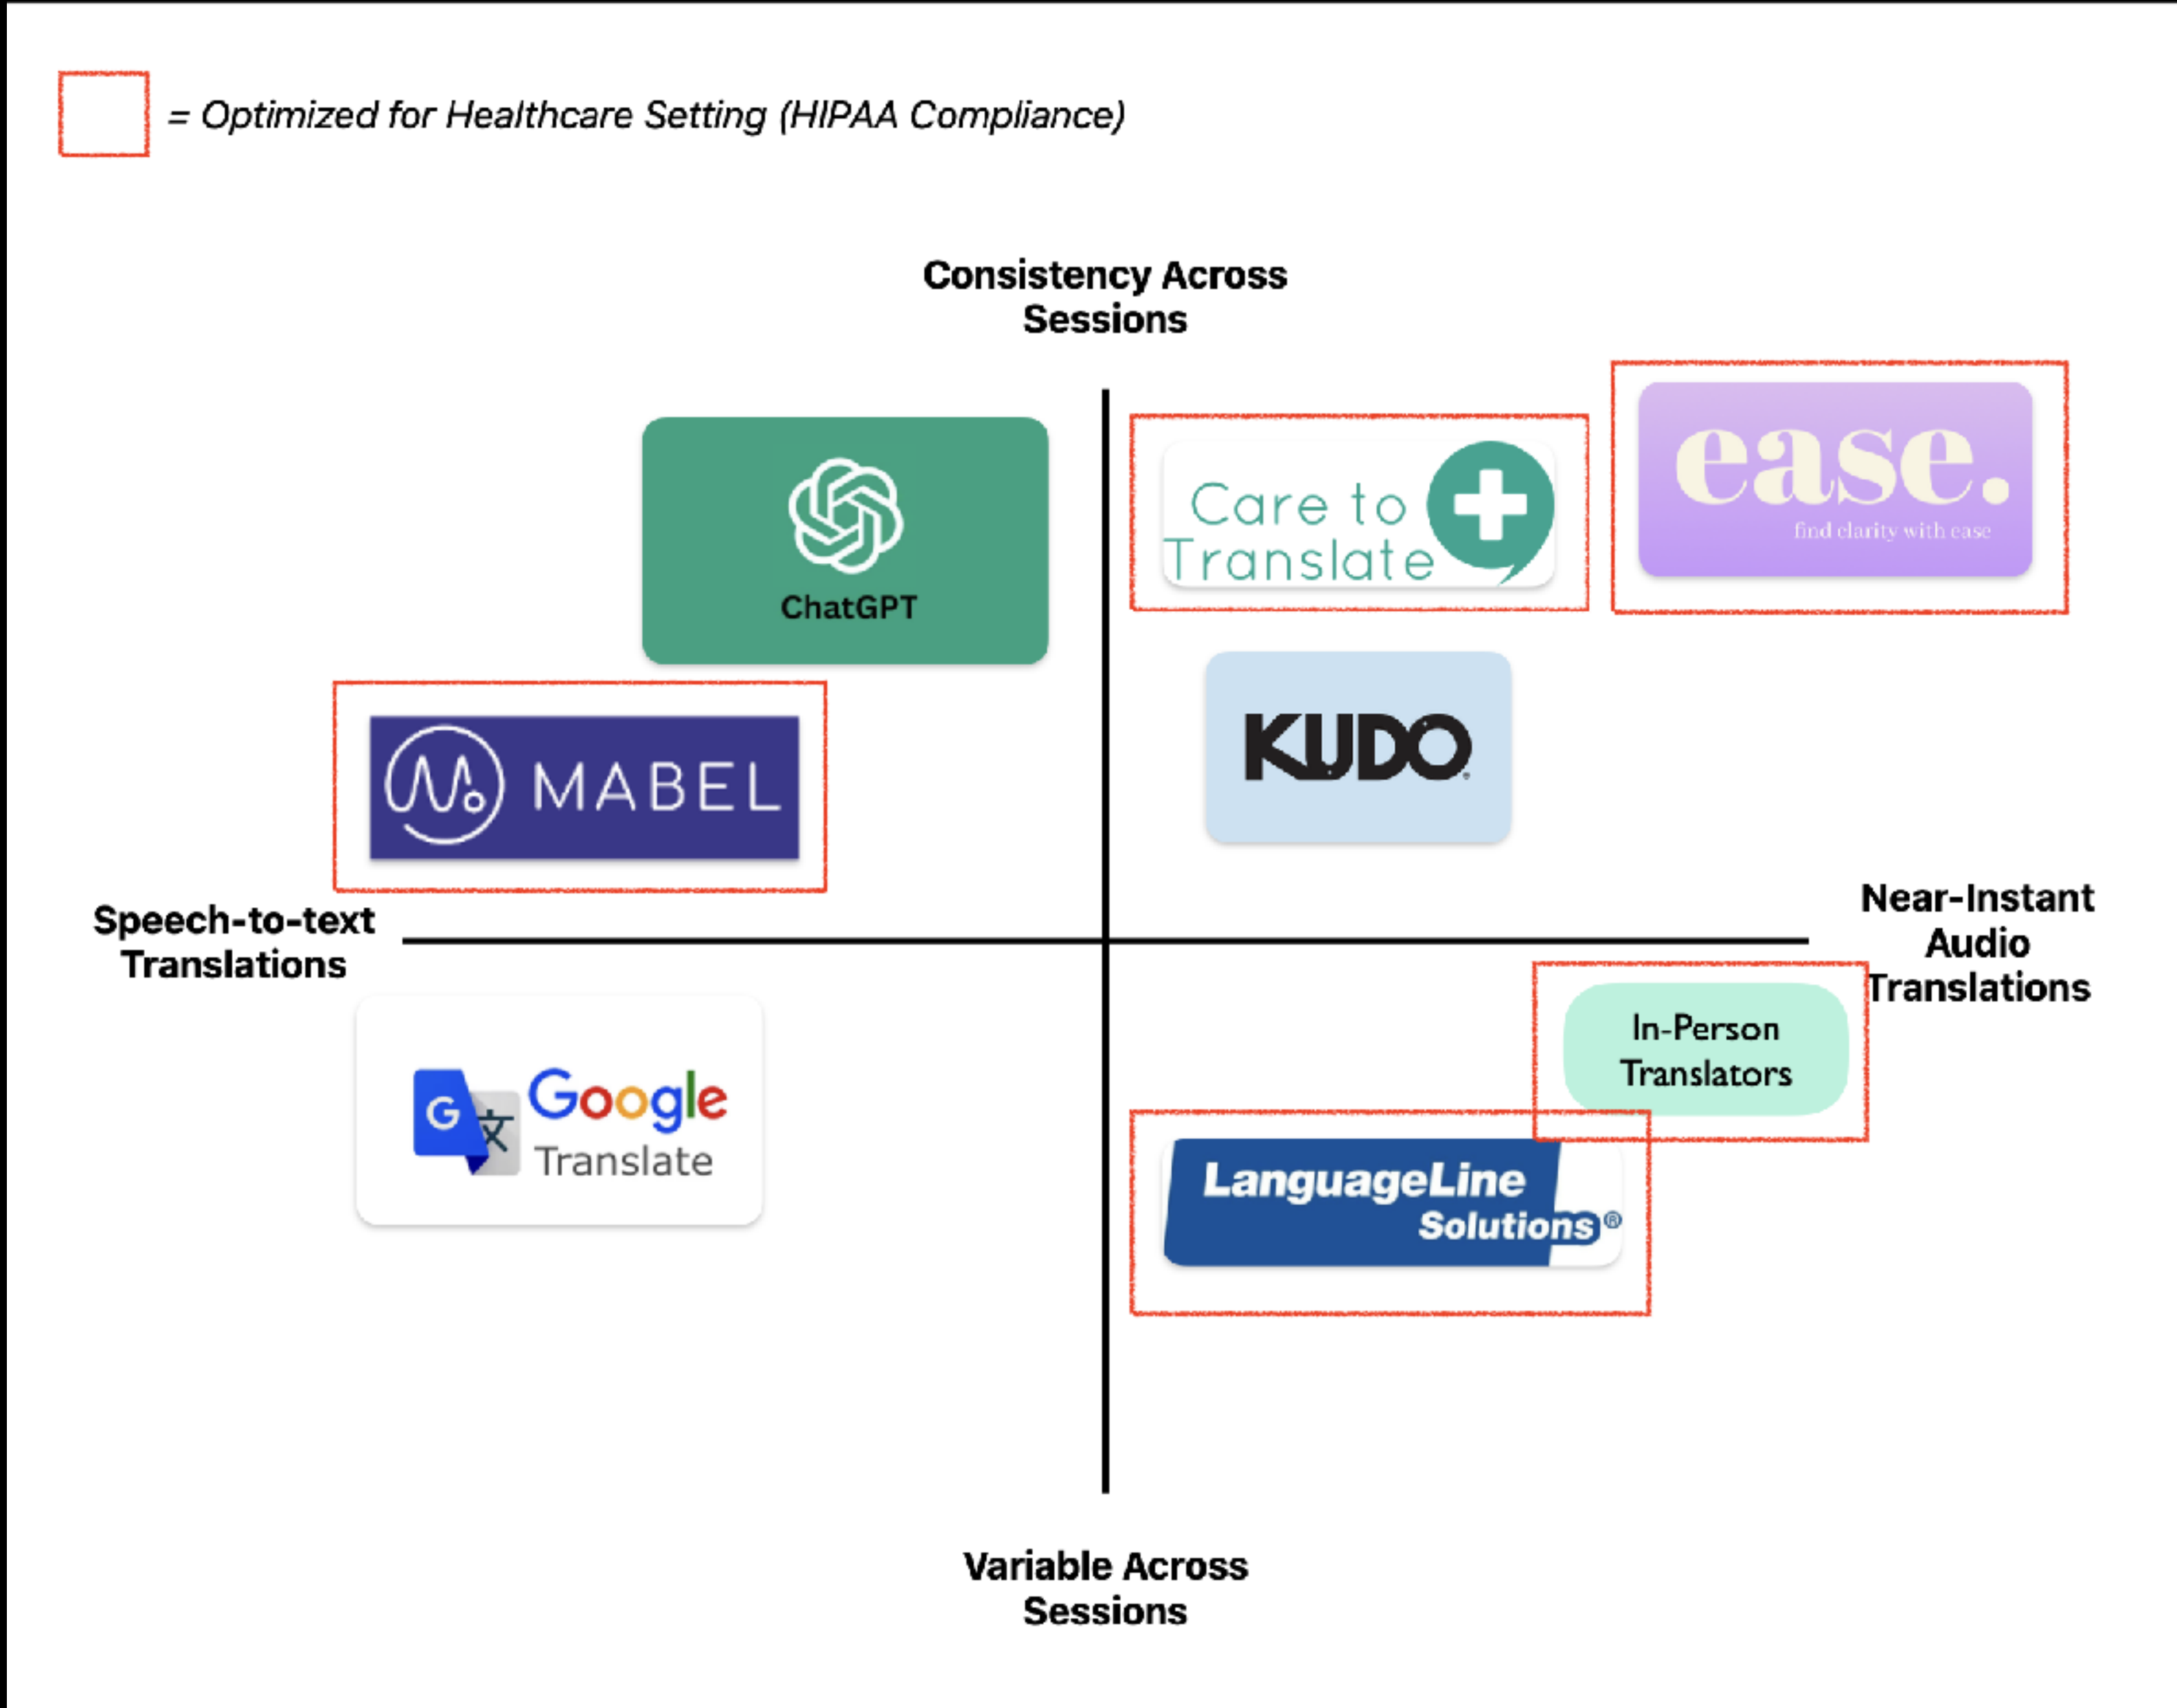 = Optimized for Healthcare Setting (HIPAA Compliance)
Consistency Across
Sessions
ChatGPT
Care to
Translate
ease.
find clarity with ease
MABEL
KUDO
Speech-to-text
Translations
Near-Instant
Audio
Translations
In-Person
Translators
G 文
Google
Translate
LanguageLine
Solutions®
Variable Across
Sessions